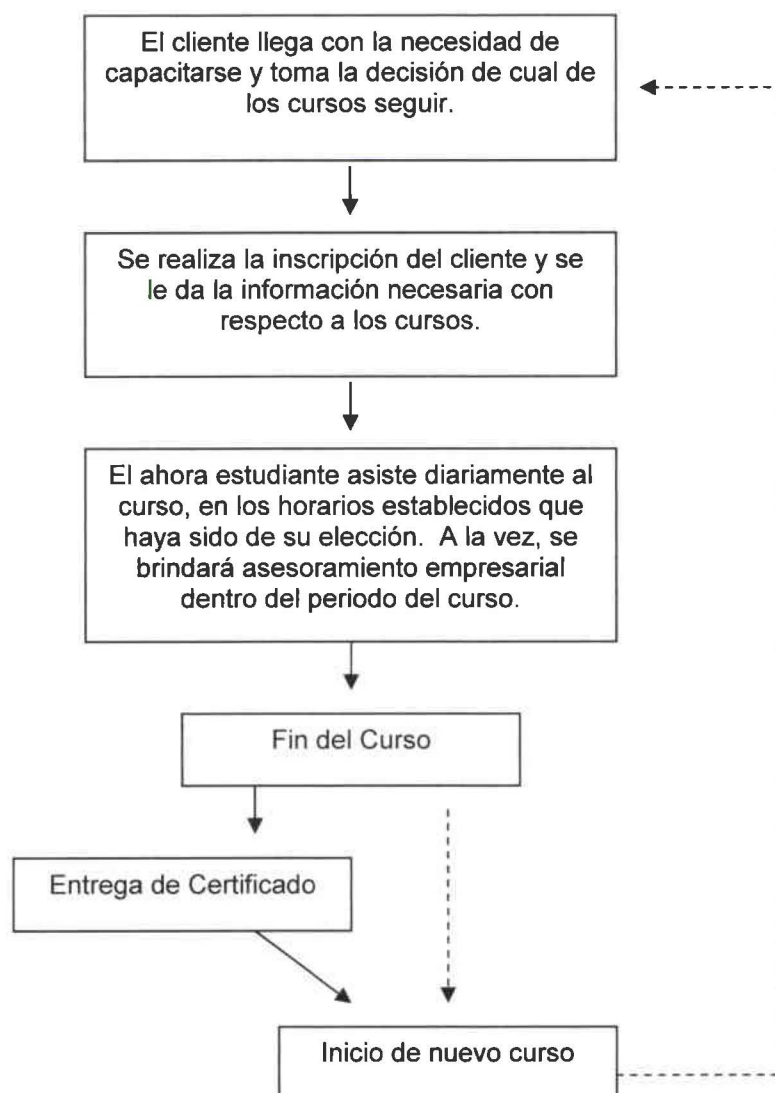 El cliente llega con la necesidad de
capacitarse y toma la decisión de cual de
los cursos seguir.
Se realiza la inscripción del cliente y se
le da la información necesaria con
respecto a los cursos.
El ahora estudiante asiste diariamente al
curso, en los horarios establecidos que
haya sido de su elección. A la vez, se
brindará asesoramiento empresarial
dentro del periodo del curso.
Fin del Curso
Entrega de Certificado
Inicio de nuevo curso